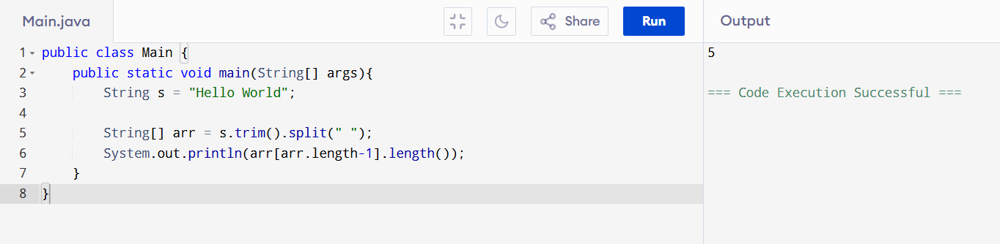 Main.java
Share
Run
Output
1 public class Main {
2     public static void main(String[] args){
3         String s = "Hello World";
4
5         String[] arr = s.trim().split(" ");
6         System.out.println(arr[arr.length-1].length());
7     }
8 }
5
=== Code Execution Successful ===